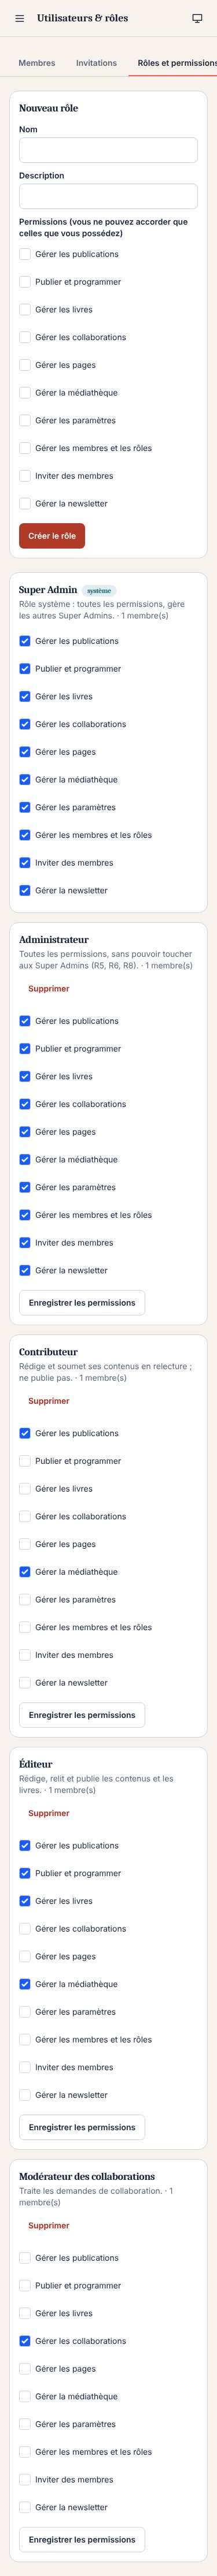 Utilisateurs & rôles
Membres
Invitations
Rôles et permissions
Nouveau rôle
Nom
Description
Permissions (vous ne pouvez accorder que
celles que vous possédez)
Gérer les publications
Publier et programmer
Gérer les livres
Gérer les collaborations
Gérer les pages
Gérer la médiathèque
Gérer les paramètres
Gérer les membres et les rôles
Inviter des membres
Gérer la newsletter
Créer le rôle
Super Admin système
Rôle système : toutes les permissions, gère
les autres Super Admins. · 1 membre(s)
Gérer les publications
Publier et programmer
Gérer les livres
Gérer les collaborations
Gérer les pages
Gérer la médiathèque
Gérer les paramètres
Gérer les membres et les rôles
Inviter des membres
Gérer la newsletter
Administrateur
Toutes les permissions, sans pouvoir toucher
aux Super Admins (R5, R6, R8). · 1 membre(s)
Supprimer
Gérer les publications
Publier et programmer
Gérer les livres
Gérer les collaborations
Gérer les pages
Gérer la médiathèque
Gérer les paramètres
Gérer les membres et les rôles
Inviter des membres
Gérer la newsletter
Enregistrer les permissions
Contributeur
Rédige et soumet ses contenus en relecture ;
ne publie pas. · 1 membre(s)
Supprimer
Gérer les publications
Publier et programmer
Gérer les livres
Gérer les collaborations
Gérer les pages
Gérer la médiathèque
Gérer les paramètres
Gérer les membres et les rôles
Inviter des membres
Gérer la newsletter
Enregistrer les permissions
Éditeur
Rédige, relit et publie les contenus et les
livres. · 1 membre(s)
Supprimer
Gérer les publications
Publier et programmer
Gérer les livres
Gérer les collaborations
Gérer les pages
Gérer la médiathèque
Gérer les paramètres
Gérer les membres et les rôles
Inviter des membres
Gérer la newsletter
Enregistrer les permissions
Modérateur des collaborations
Traite les demandes de collaboration. · 1
membre(s)
Supprimer
Gérer les publications
Publier et programmer
Gérer les livres
Gérer les collaborations
Gérer les pages
Gérer la médiathèque
Gérer les paramètres
Gérer les membres et les rôles
Inviter des membres
Gérer la newsletter
Enregistrer les permissions